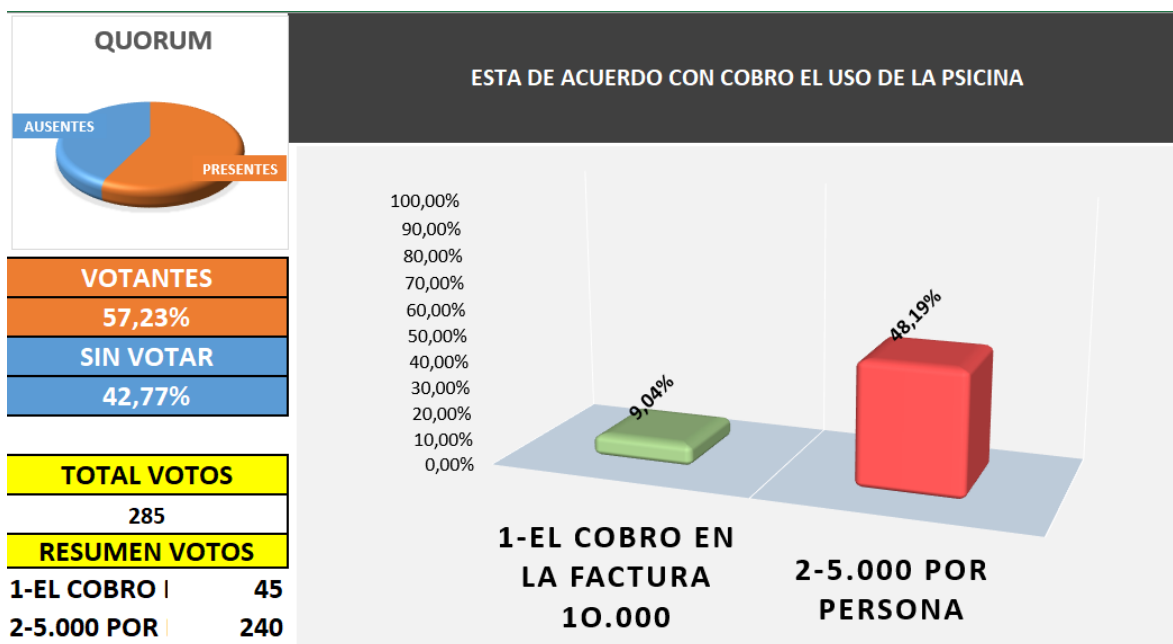 QUORUM
AUSENTES
PRESENTES
VOTANTES
57,23%
SIN VOTAR
42,77%
TOTAL VOTOS
285
RESUMEN VOTOS
1-EL COBRO 45
2-5.000 POR 240
ESTA DE ACUERDO CON COBRO EL USO DE LA PSICINA
100,00%
90,00%
80,00%
70,00%
60,00%
50,00%
40,00%
30,00%
20,00%
10,00%
0,00%
9,04%
48,19%
1-EL COBRO EN
LA FACTURA
1O.000
2-5.000 POR
PERSONA